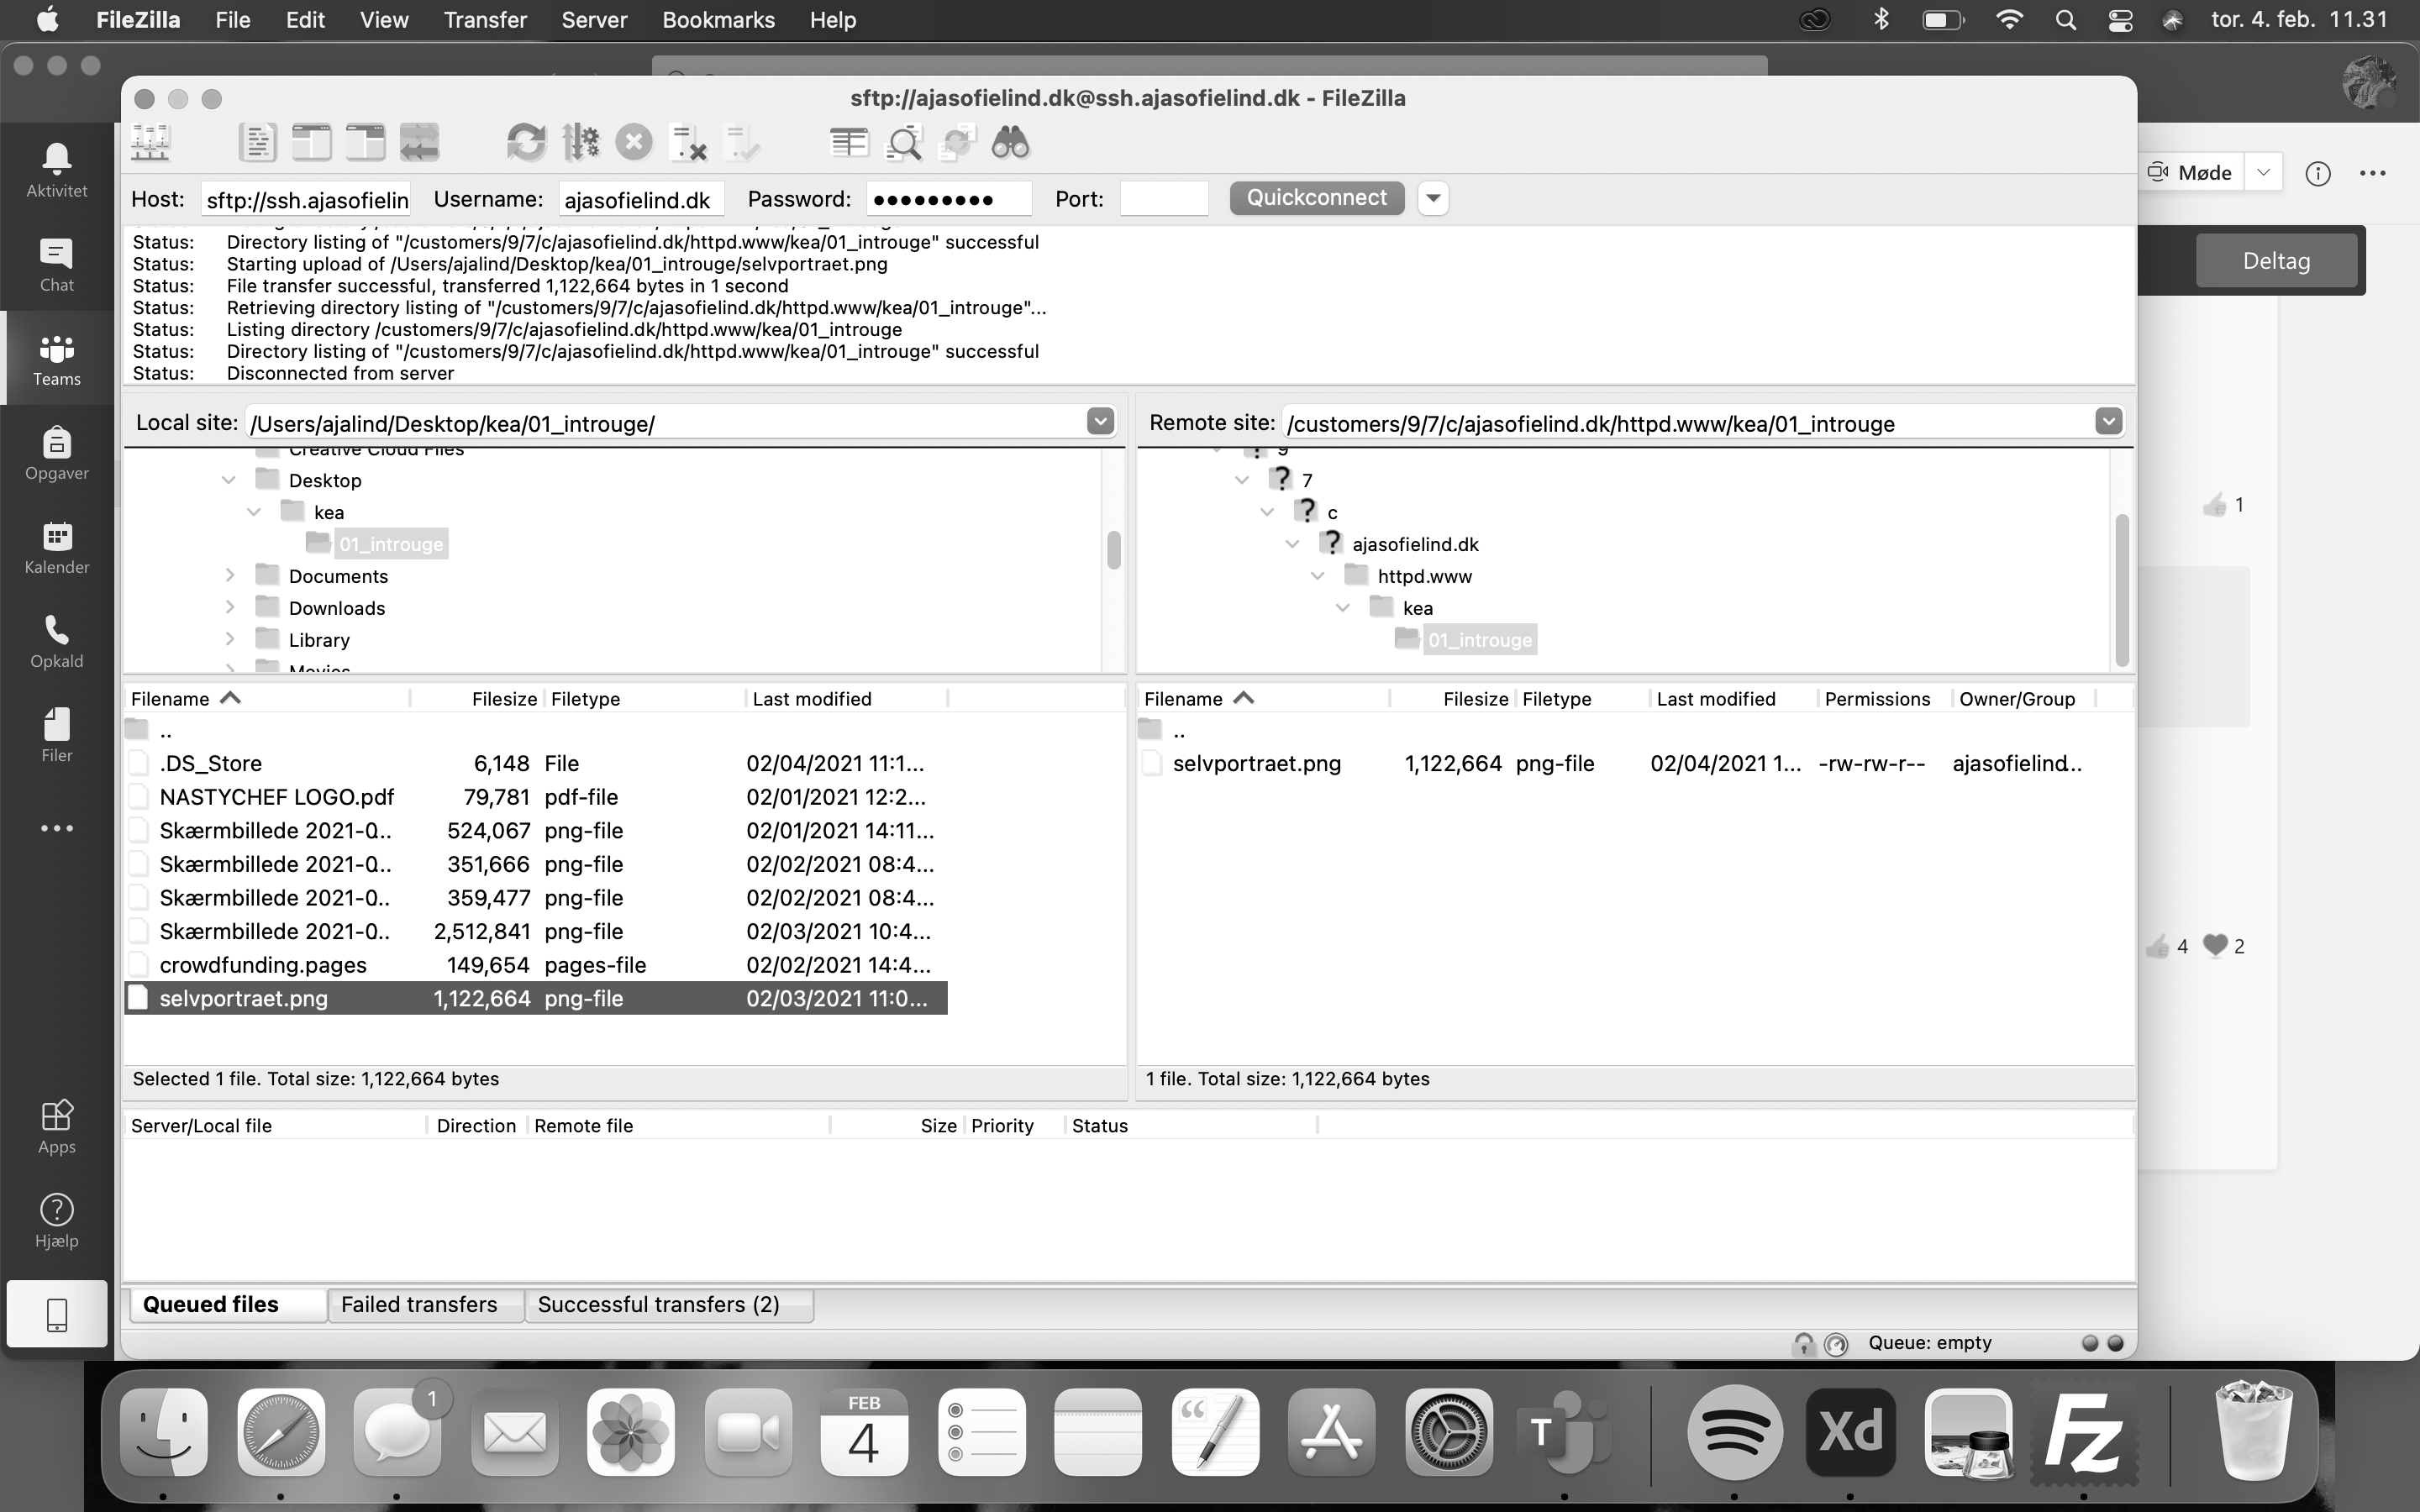 FileZilla File Edit View Transfer Server Bookmarks Help tor. 4. feb. 11.31
sftp://ajasofielind.dk@ssh.ajasofielind.dk - FileZilla
Host: sftp://ssh.ajasofielin Username: ajasofielind.dk Password: ●●●●●●●●● Port: Quickconnect
Status: Directory listing of "/customers/9/7/c/ajasofielind.dk/httpd.www/kea/01_introuge" successful
Status: Starting upload of /Users/ajalind/Desktop/kea/01_introuge/selvportraet.png
Status: File transfer successful, transferred 1,122,664 bytes in 1 second
Status: Retrieving directory listing of "/customers/9/7/c/ajasofielind.dk/httpd.www/kea/01_introuge"...
Status: Listing directory /customers/9/7/c/ajasofielind.dk/httpd.www/kea/01_introuge
Status: Directory listing of "/customers/9/7/c/ajasofielind.dk/httpd.www/kea/01_introuge" successful
Status: Disconnected from server
Local site: /Users/ajalind/Desktop/kea/01_introuge/
Creative Cloud Files
Desktop
kea
01_introuge
Documents
Downloads
Library
Movies
Remote site: /customers/9/7/c/ajasofielind.dk/httpd.www/kea/01_introuge
9
? 7
? c
? ajasofielind.dk
httpd.www
kea
01_introuge
Filename Filesize Filetype Last modified
..
.DS_Store 6,148 File 02/04/2021 11:1...
NASTYCHEF LOGO.pdf 79,781 pdf-file 02/01/2021 12:2...
Skærmbillede 2021-0.. 524,067 png-file 02/01/2021 14:11...
Skærmbillede 2021-0.. 351,666 png-file 02/02/2021 08:4...
Skærmbillede 2021-0.. 359,477 png-file 02/02/2021 08:4...
Skærmbillede 2021-0.. 2,512,841 png-file 02/03/2021 10:4...
crowdfunding.pages 149,654 pages-file 02/02/2021 14:4...
selvportraet.png 1,122,664 png-file 02/03/2021 11:0...
Selected 1 file. Total size: 1,122,664 bytes
Filename Filesize Filetype Last modified Permissions Owner/Group
..
selvportraet.png 1,122,664 png-file 02/04/2021 1... -rw-rw-r-- ajasofielind...
1 file. Total size: 1,122,664 bytes
Server/Local file Direction Remote file Size Priority Status
Queued files Failed transfers Successful transfers (2)
Queue: empty
Aktivitet
Chat
Teams
Opgaver
Kalender
Opkald
Filer
Apps
Hjælp
Møde
Deltag
1
4 2
1
FEB
4
T
Xd
Fz